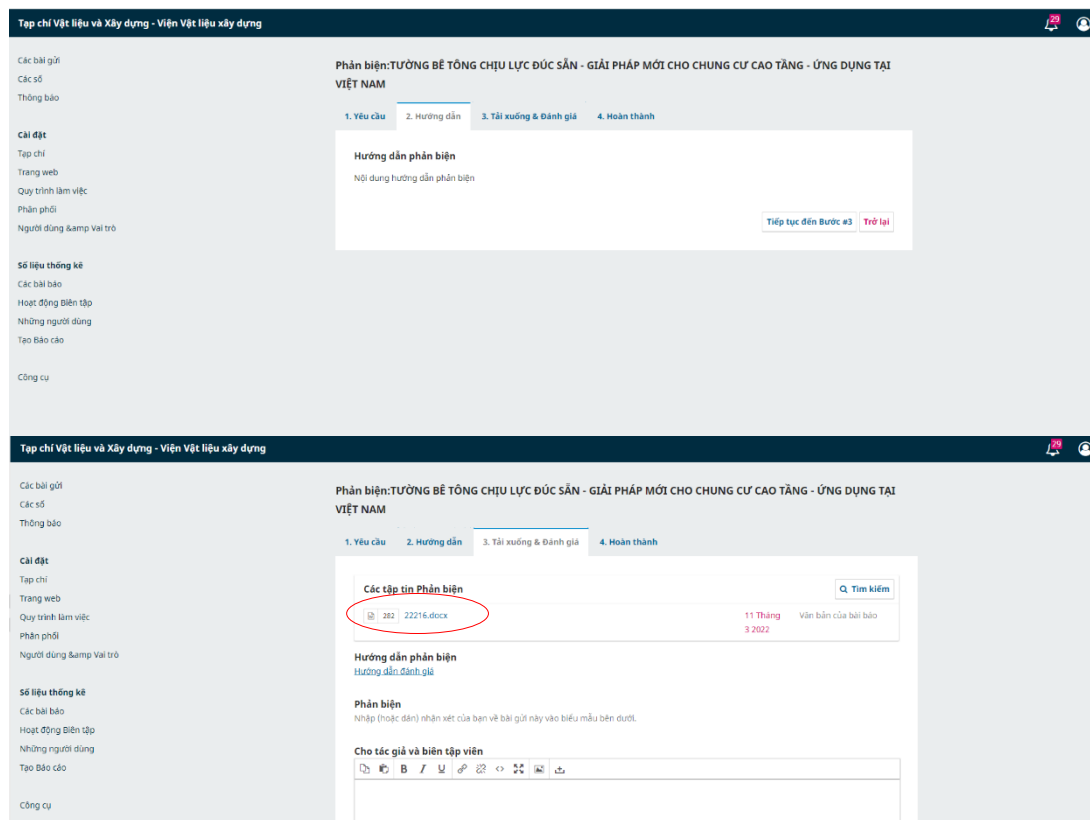 Tạp chí Vật liệu và Xây dựng - Viện Vật liệu xây dựng
29
Các bài gửi
Các số
Thông báo
Cài đặt
Tạp chí
Trang web
Quy trình làm việc
Phân phối
Người dùng &amp Vai trò
Số liệu thống kê
Các bài báo
Hoạt động Biên tập
Những người dùng
Tạo Báo cáo
Công cụ
Phản biện:TƯỜNG BÊ TÔNG CHỊU LỰC ĐÚC SẴN - GIẢI PHÁP MỚI CHO CHUNG CƯ CAO TẦNG - ỨNG DỤNG TẠI
VIỆT NAM
1. Yêu cầu 2. Hướng dẫn 3. Tải xuống & Đánh giá 4. Hoàn thành
Hướng dẫn phản biện
Nội dung hướng dẫn phản biện
Tiếp tục đến Bước #3 Trở lại
Tạp chí Vật liệu và Xây dựng - Viện Vật liệu xây dựng
29
Các bài gửi
Các số
Thông báo
Cài đặt
Tạp chí
Trang web
Quy trình làm việc
Phân phối
Người dùng &amp Vai trò
Số liệu thống kê
Các bài báo
Hoạt động Biên tập
Những người dùng
Tạo Báo cáo
Công cụ
Phản biện:TƯỜNG BÊ TÔNG CHỊU LỰC ĐÚC SẴN - GIẢI PHÁP MỚI CHO CHUNG CƯ CAO TẦNG - ỨNG DỤNG TẠI
VIỆT NAM
1. Yêu cầu 2. Hướng dẫn 3. Tải xuống & Đánh giá 4. Hoàn thành
Các tập tin Phản biện Tìm kiếm
282 22216.docx 11 Tháng Văn bản của bài báo
3 2022
Hướng dẫn phản biện
Hướng dẫn đánh giá
Phản biện
Nhập (hoặc dán) nhận xét của bạn về bài gửi này vào biểu mẫu bên dưới.
Cho tác giả và biên tập viên
B I U